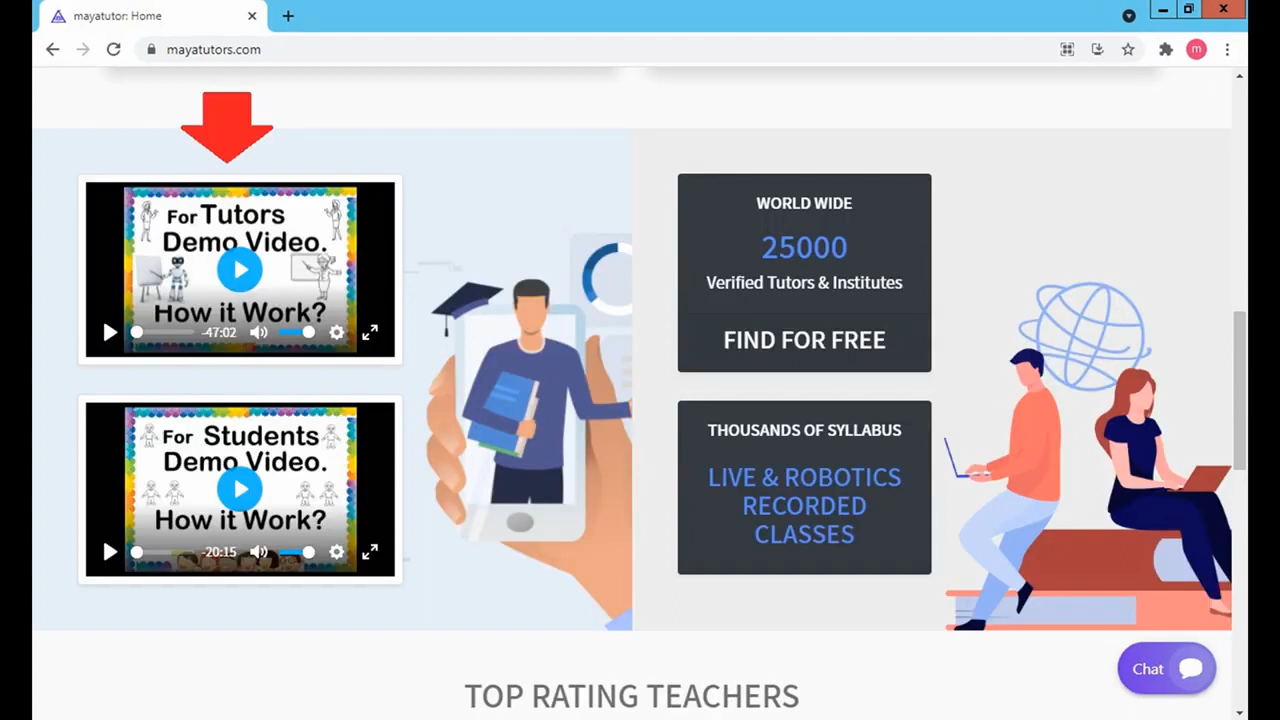 mayatutor: Home
mayatutors.com
m
For Tutors
Demo Video.
How it Work?
-47:02
For Students
Demo Video.
How it Work?
-20:15
WORLD WIDE
25000
Verified Tutors & Institutes
FIND FOR FREE
THOUSANDS OF SYLLABUS
LIVE & ROBOTICS
RECORDED
CLASSES
Chat
TOP RATING TEACHERS